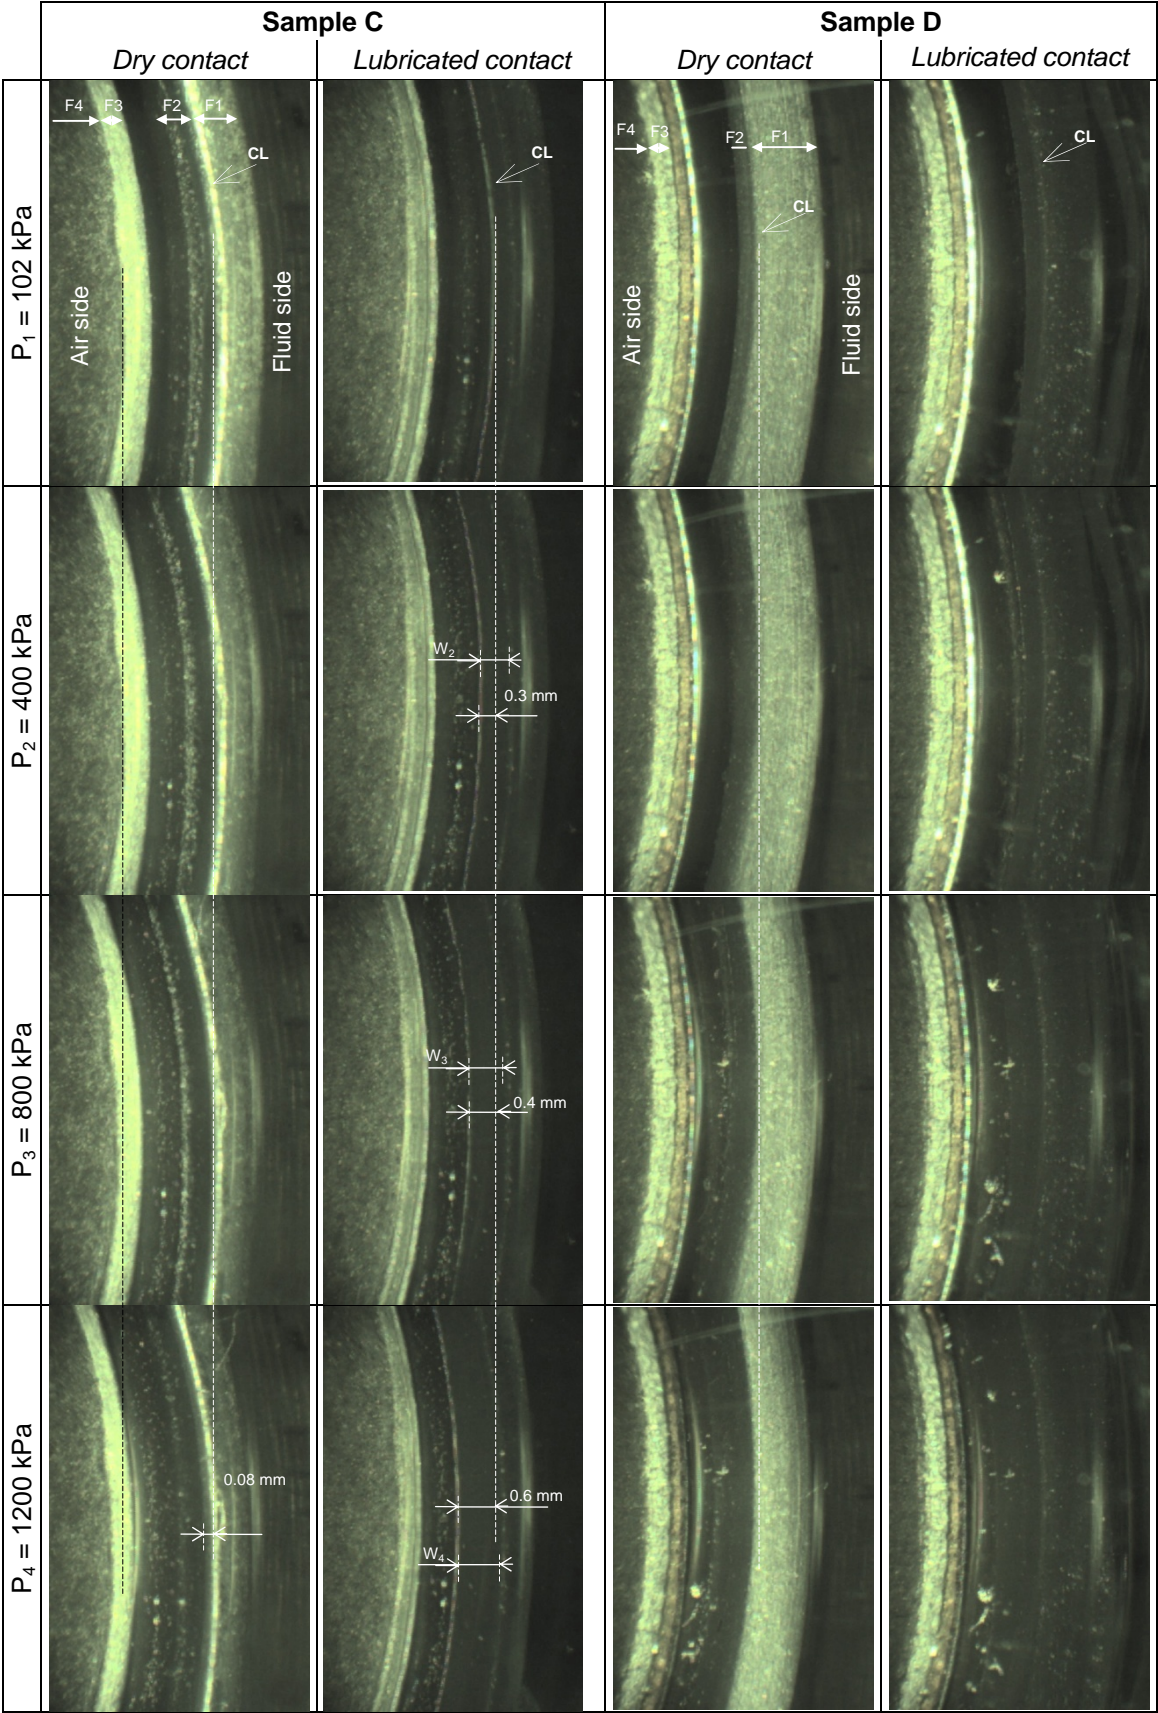 Sample C
Sample D
Dry contact
Lubricated contact
Dry contact
Lubricated contact
P1 = 102 kPa
F4
F3
F2
F1
CL
Air side
Fluid side
CL
F4
F3
F2
F1
CL
Air side
Fluid side
CL
P2 = 400 kPa
W2
0.3 mm
P3 = 800 kPa
W3
0.4 mm
P4 = 1200 kPa
0.08 mm
0.6 mm
W4